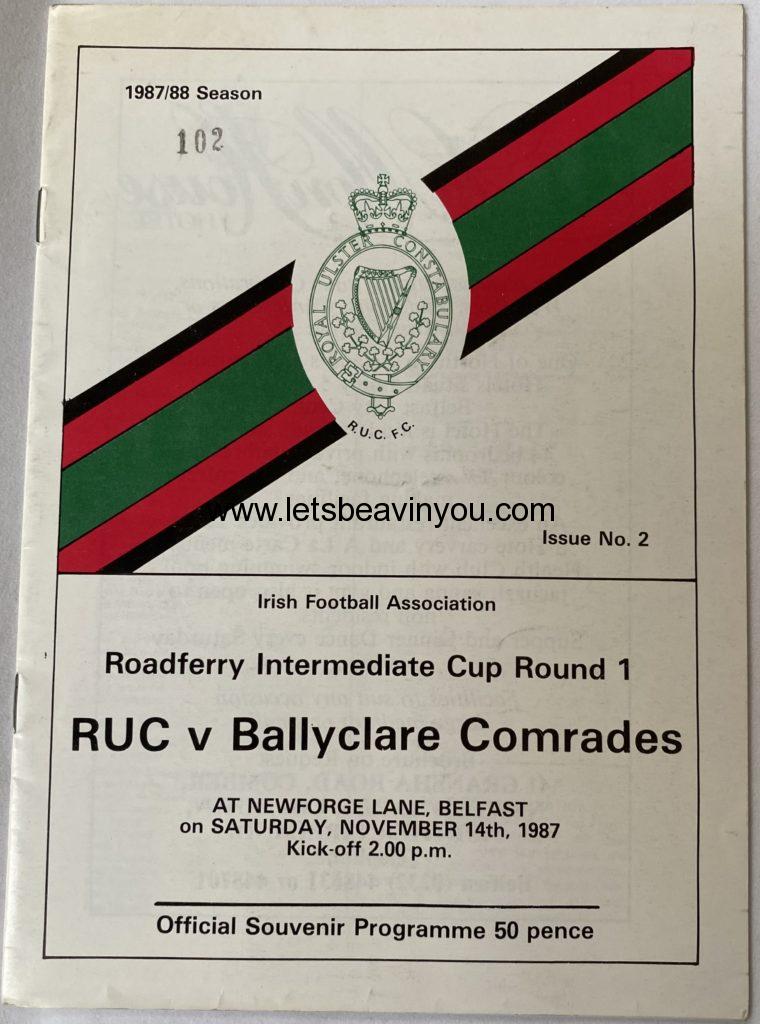 1987/88 Season
102
ROYAL ULSTER CONSTABULARY
R.U.C. F.C.
www.letsbeavinyou.com
Issue No. 2
Irish Football Association
Roadferry Intermediate Cup Round 1
RUC v Ballyclare Comrades
AT NEWFORGE LANE, BELFAST
on SATURDAY, NOVEMBER 14th, 1987
Kick-off 2.00 p.m.
Official Souvenir Programme 50 pence